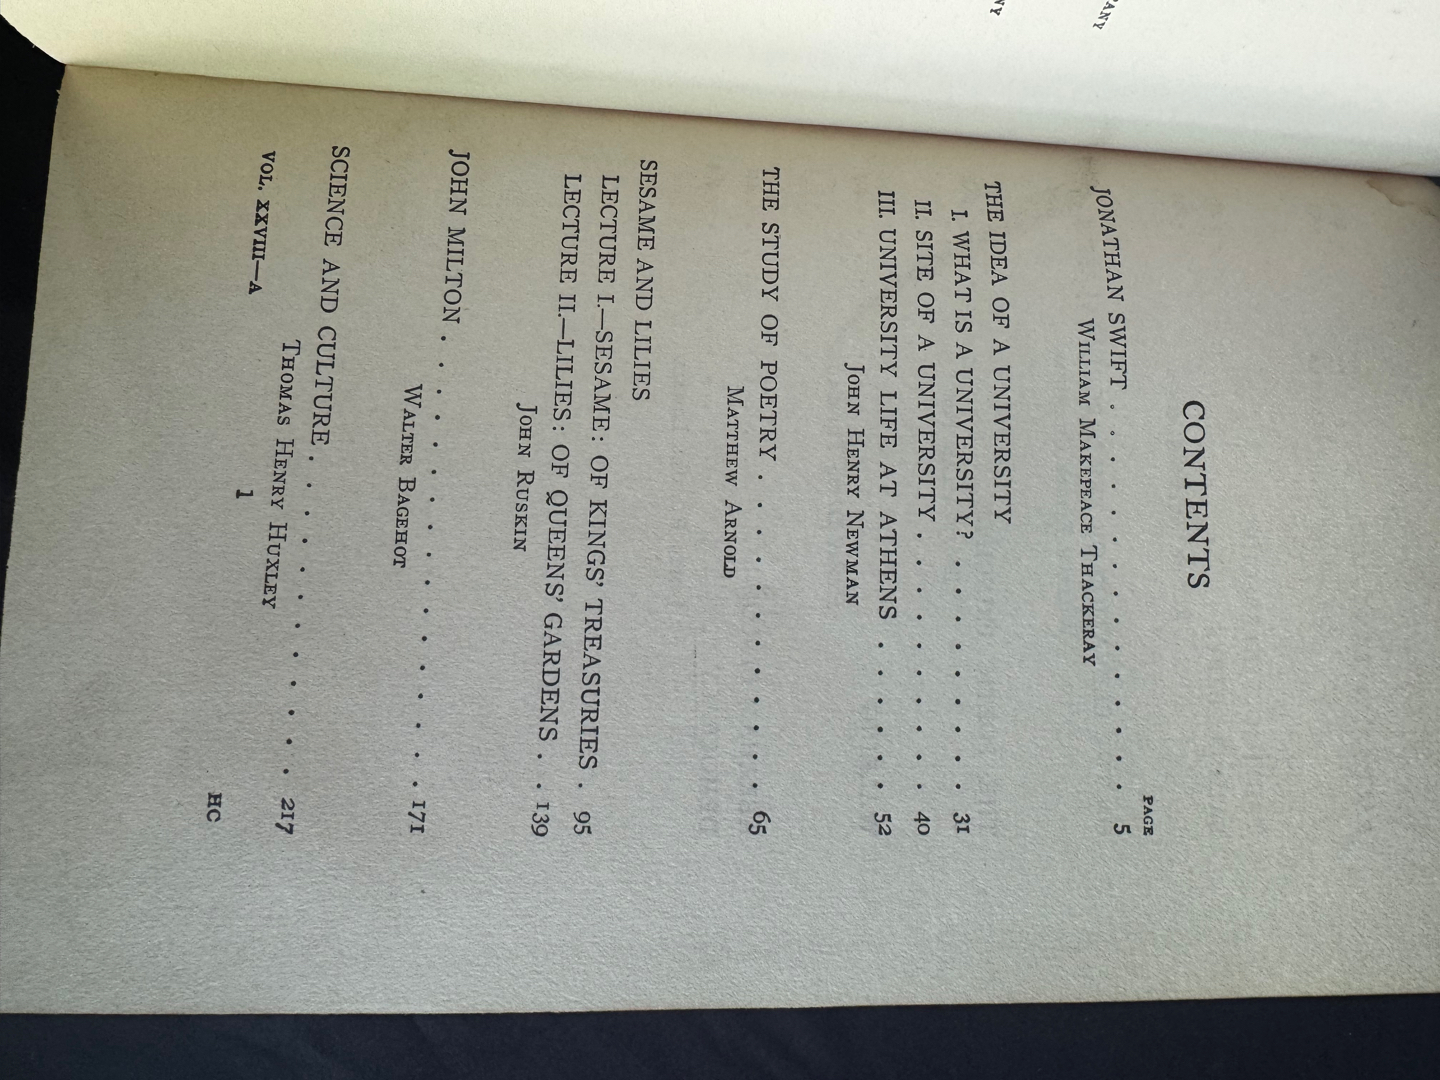 CONTENTS
PAGE
JONATHAN SWIFT . . . . . . . . . . . . . . 5
WILLIAM MAKEPEACE THACKERAY
THE IDEA OF A UNIVERSITY
I. WHAT IS A UNIVERSITY? . . . . . . . . . 31
II. SITE OF A UNIVERSITY . . . . . . . . . . 40
III. UNIVERSITY LIFE AT ATHENS . . . . . . 52
JOHN HENRY NEWMAN
THE STUDY OF POETRY . . . . . . . . . . . . 65
MATTHEW ARNOLD
SESAME AND LILIES
LECTURE I.—SESAME: OF KINGS' TREASURIES . 95
LECTURE II.—LILIES: OF QUEENS' GARDENS . . 139
JOHN RUSKIN
JOHN MILTON . . . . . . . . . . . . . . . . . 171
WALTER BAGEHOT
SCIENCE AND CULTURE . . . . . . . . . . . . 217
THOMAS HENRY HUXLEY
VOL. XXVIII—A 1 HC